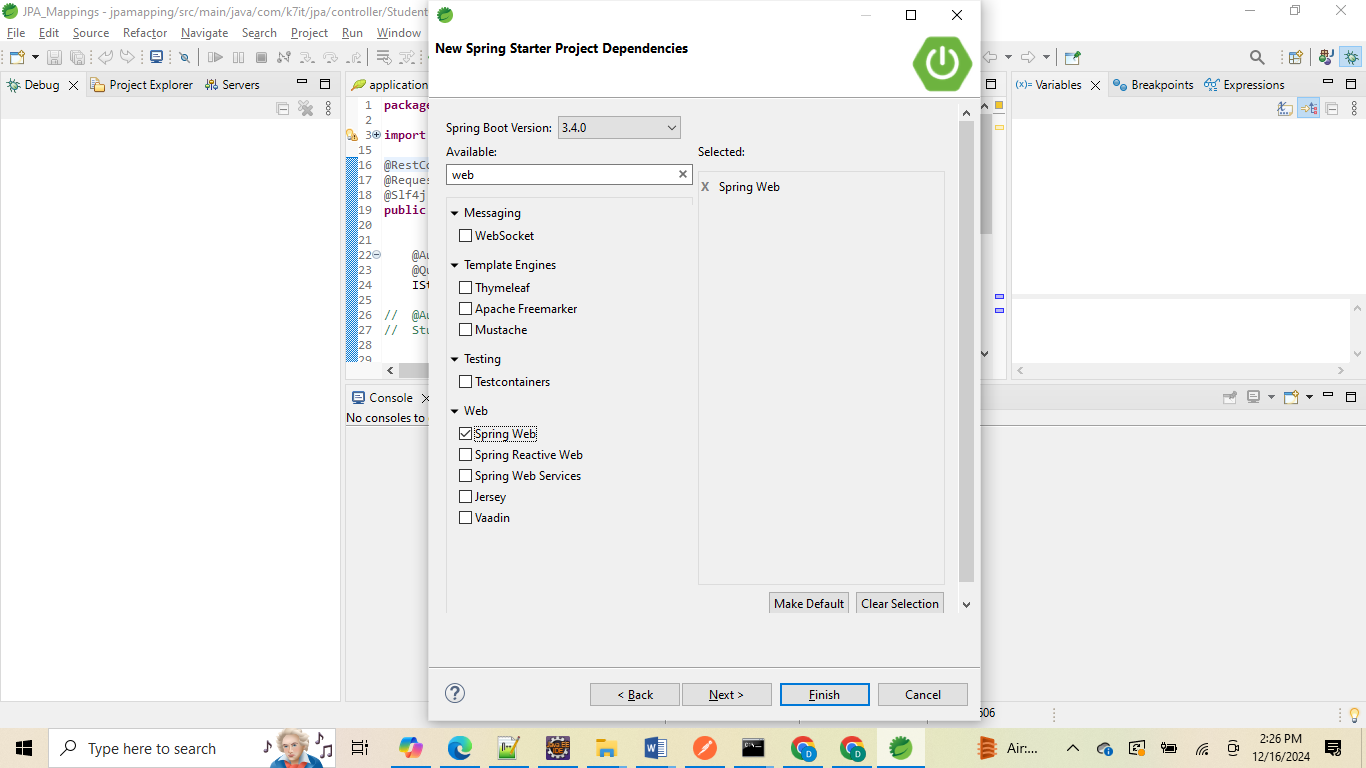 JPA_Mappings - jpamapping/src/main/java/com/k7it/jpa/controller/Student
File Edit Source Refactor Navigate Search Project Run Window
Debug Project Explorer Servers
application
1 package
2
3 import
15
16 @RestCo
17 @Reques
18 @Slf4j
19 public
20
21
22 @Au
23 @Qu
24 ISt
25
26 // @Au
27 // Stu
28
29
Console
No consoles to
New Spring Starter Project Dependencies
Spring Boot Version: 3.4.0
Available:
web
Messaging
WebSocket
Template Engines
Thymeleaf
Apache Freemarker
Mustache
Testing
Testcontainers
Web
Spring Web
Spring Reactive Web
Spring Web Services
Jersey
Vaadin
Selected:
X Spring Web
Make Default Clear Selection
< Back Next > Finish Cancel
(x)= Variables Breakpoints Expressions
Type here to search
Air:...
2:26 PM
12/16/2024